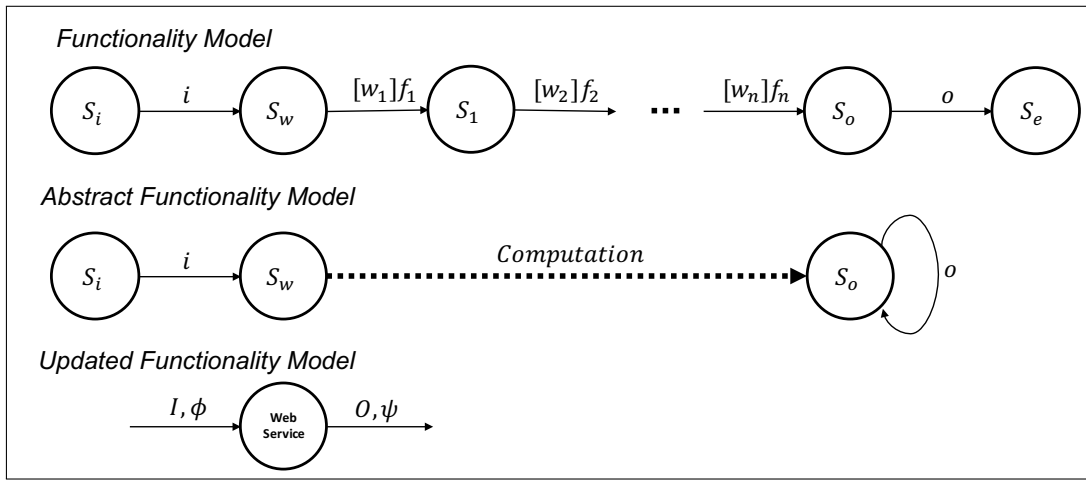 Functionality Model
S_i i S_w [w_1]f_1 S_1 [w_2]f_2 ... [w_n]f_n S_o o S_e
Abstract Functionality Model
S_i i S_w Computation S_o o
Updated Functionality Model
I, ϕ Web Service O, ψ